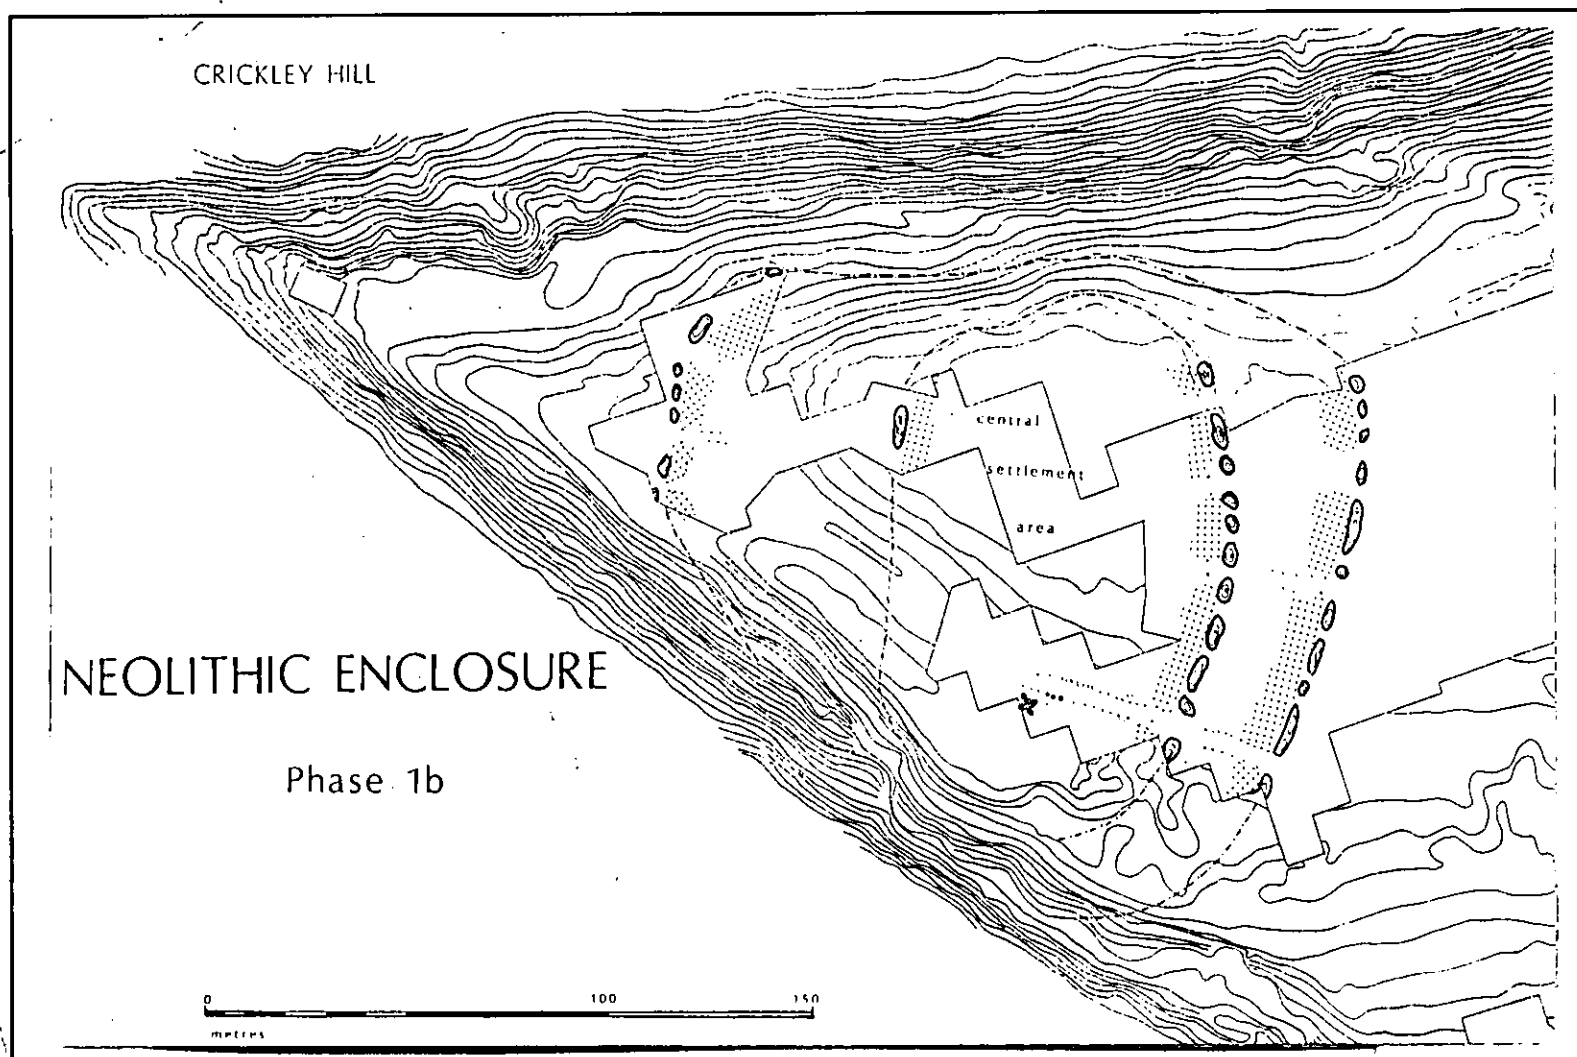 CRICKLEY HILL
central
settlement
area
NEOLITHIC ENCLOSURE
Phase 1b
0 100 150
metres